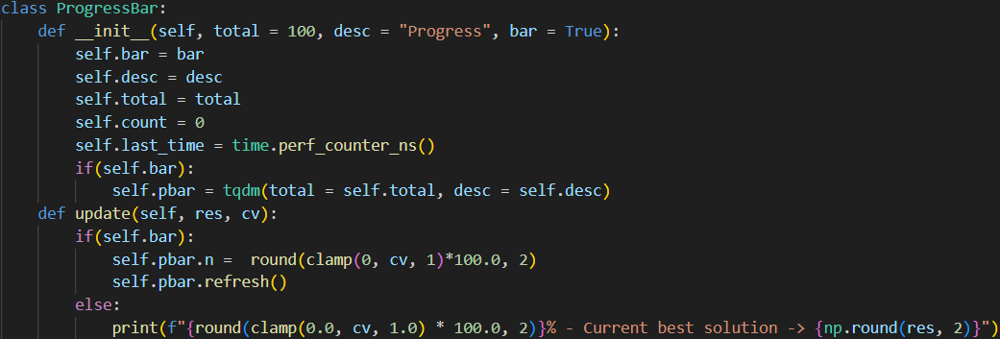 class ProgressBar:
    def __init__(self, total = 100, desc = "Progress", bar = True):
        self.bar = bar
        self.desc = desc
        self.total = total
        self.count = 0
        self.last_time = time.perf_counter_ns()
        if(self.bar):
            self.pbar = tqdm(total = self.total, desc = self.desc)
    def update(self, res, cv):
        if(self.bar):
            self.pbar.n =  round(clamp(0, cv, 1)*100.0, 2)
            self.pbar.refresh()
        else:
            print(f"{round(clamp(0.0, cv, 1.0) * 100.0, 2)}% - Current best solution -> {np.round(res, 2)}")